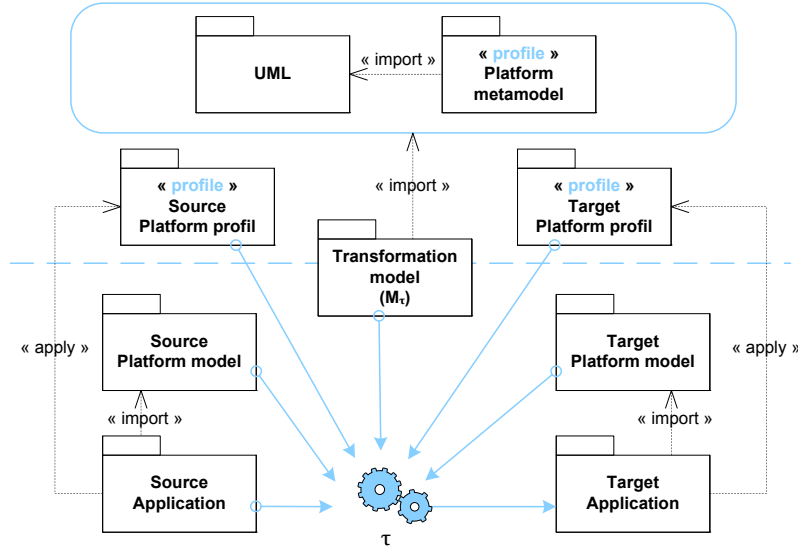 UML
« import »
« profile »
Platform
metamodel
« profile »
Source
Platform profil
« import »
« profile »
Target
Platform profil
Transformation
model
(Mτ)
« apply »
Source
Platform model
Target
Platform model
« apply »
« import »
« import »
Source
Application
Target
Application
τ